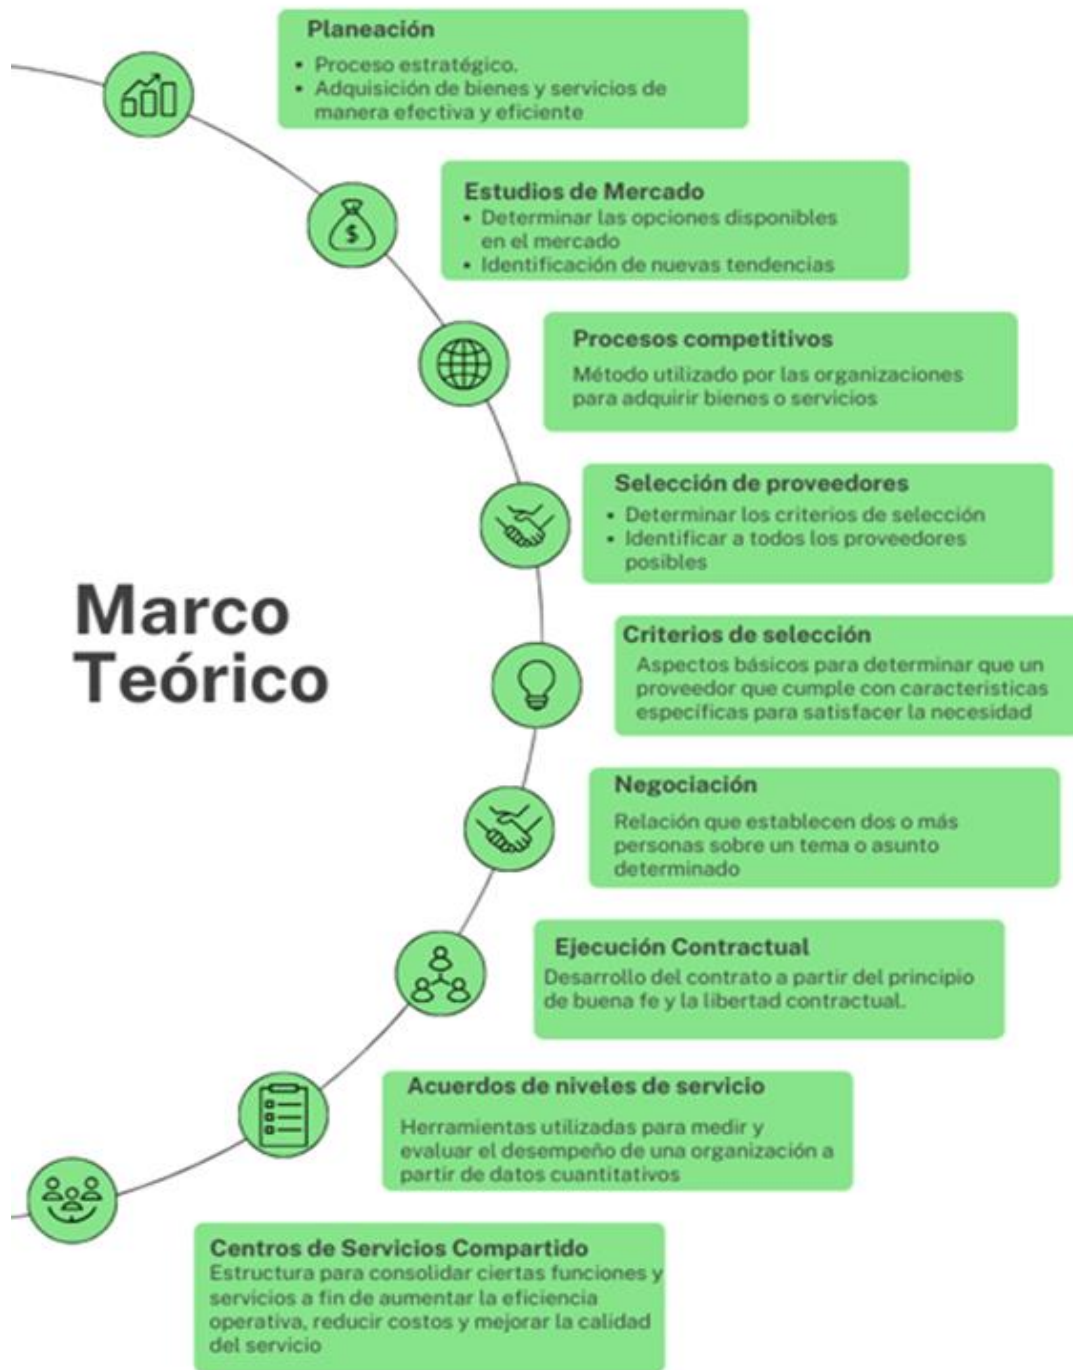 Planeación
• Proceso estratégico.
• Adquisición de bienes y servicios de
manera efectiva y eficiente
Estudios de Mercado
• Determinar las opciones disponibles
en el mercado
• Identificación de nuevas tendencias
$
Procesos competitivos
Método utilizado por las organizaciones
para adquirir bienes o servicios
Selección de proveedores
• Determinar los criterios de selección
• Identificar a todos los proveedores
posibles
Marco
Teórico
Criterios de selección
Aspectos básicos para determinar que un
proveedor que cumple con caracteristicas
específicas para satisfacer la necesidad
Negociación
Relación que establecen dos o más
personas sobre un tema o asunto
determinado
Ejecución Contractual
Desarrollo del contrato a partir del principio
de buena fe y la libertad contractual.
Acuerdos de niveles de servicio
Herramientas utilizadas para medir y
evaluar el desempeño de una organización a
partir de datos cuantitativos
Centros de Servicios Compartido
Estructura para consolidar ciertas funciones y
servicios a fin de aumentar la eficiencia
operativa, reducir costos y mejorar la calidad
del servicio